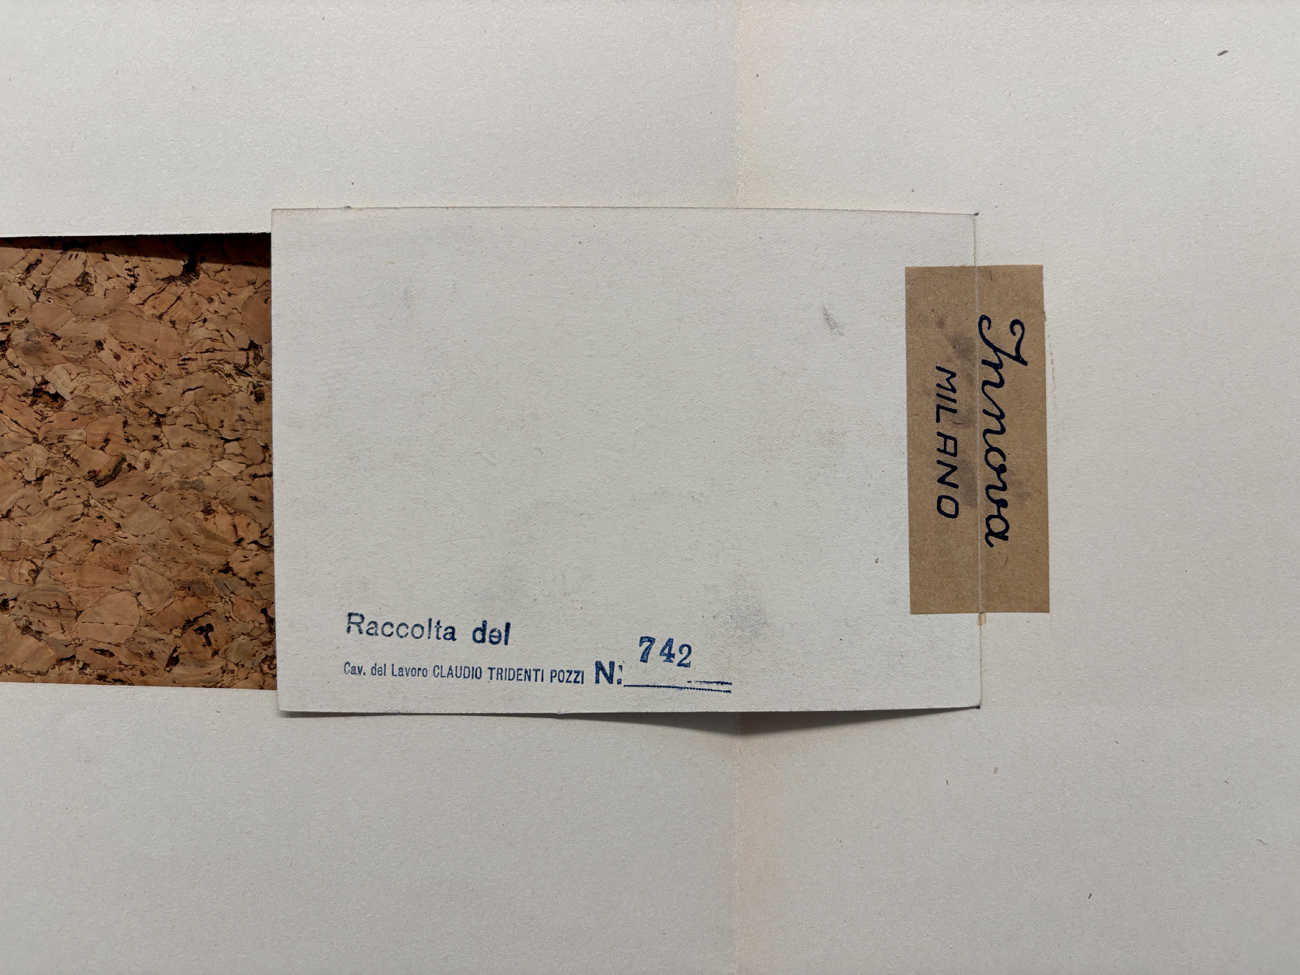 Raccolta del
Cav. del Lavoro CLAUDIO TRIDENTI POZZI N: 742
Innova
MILANO